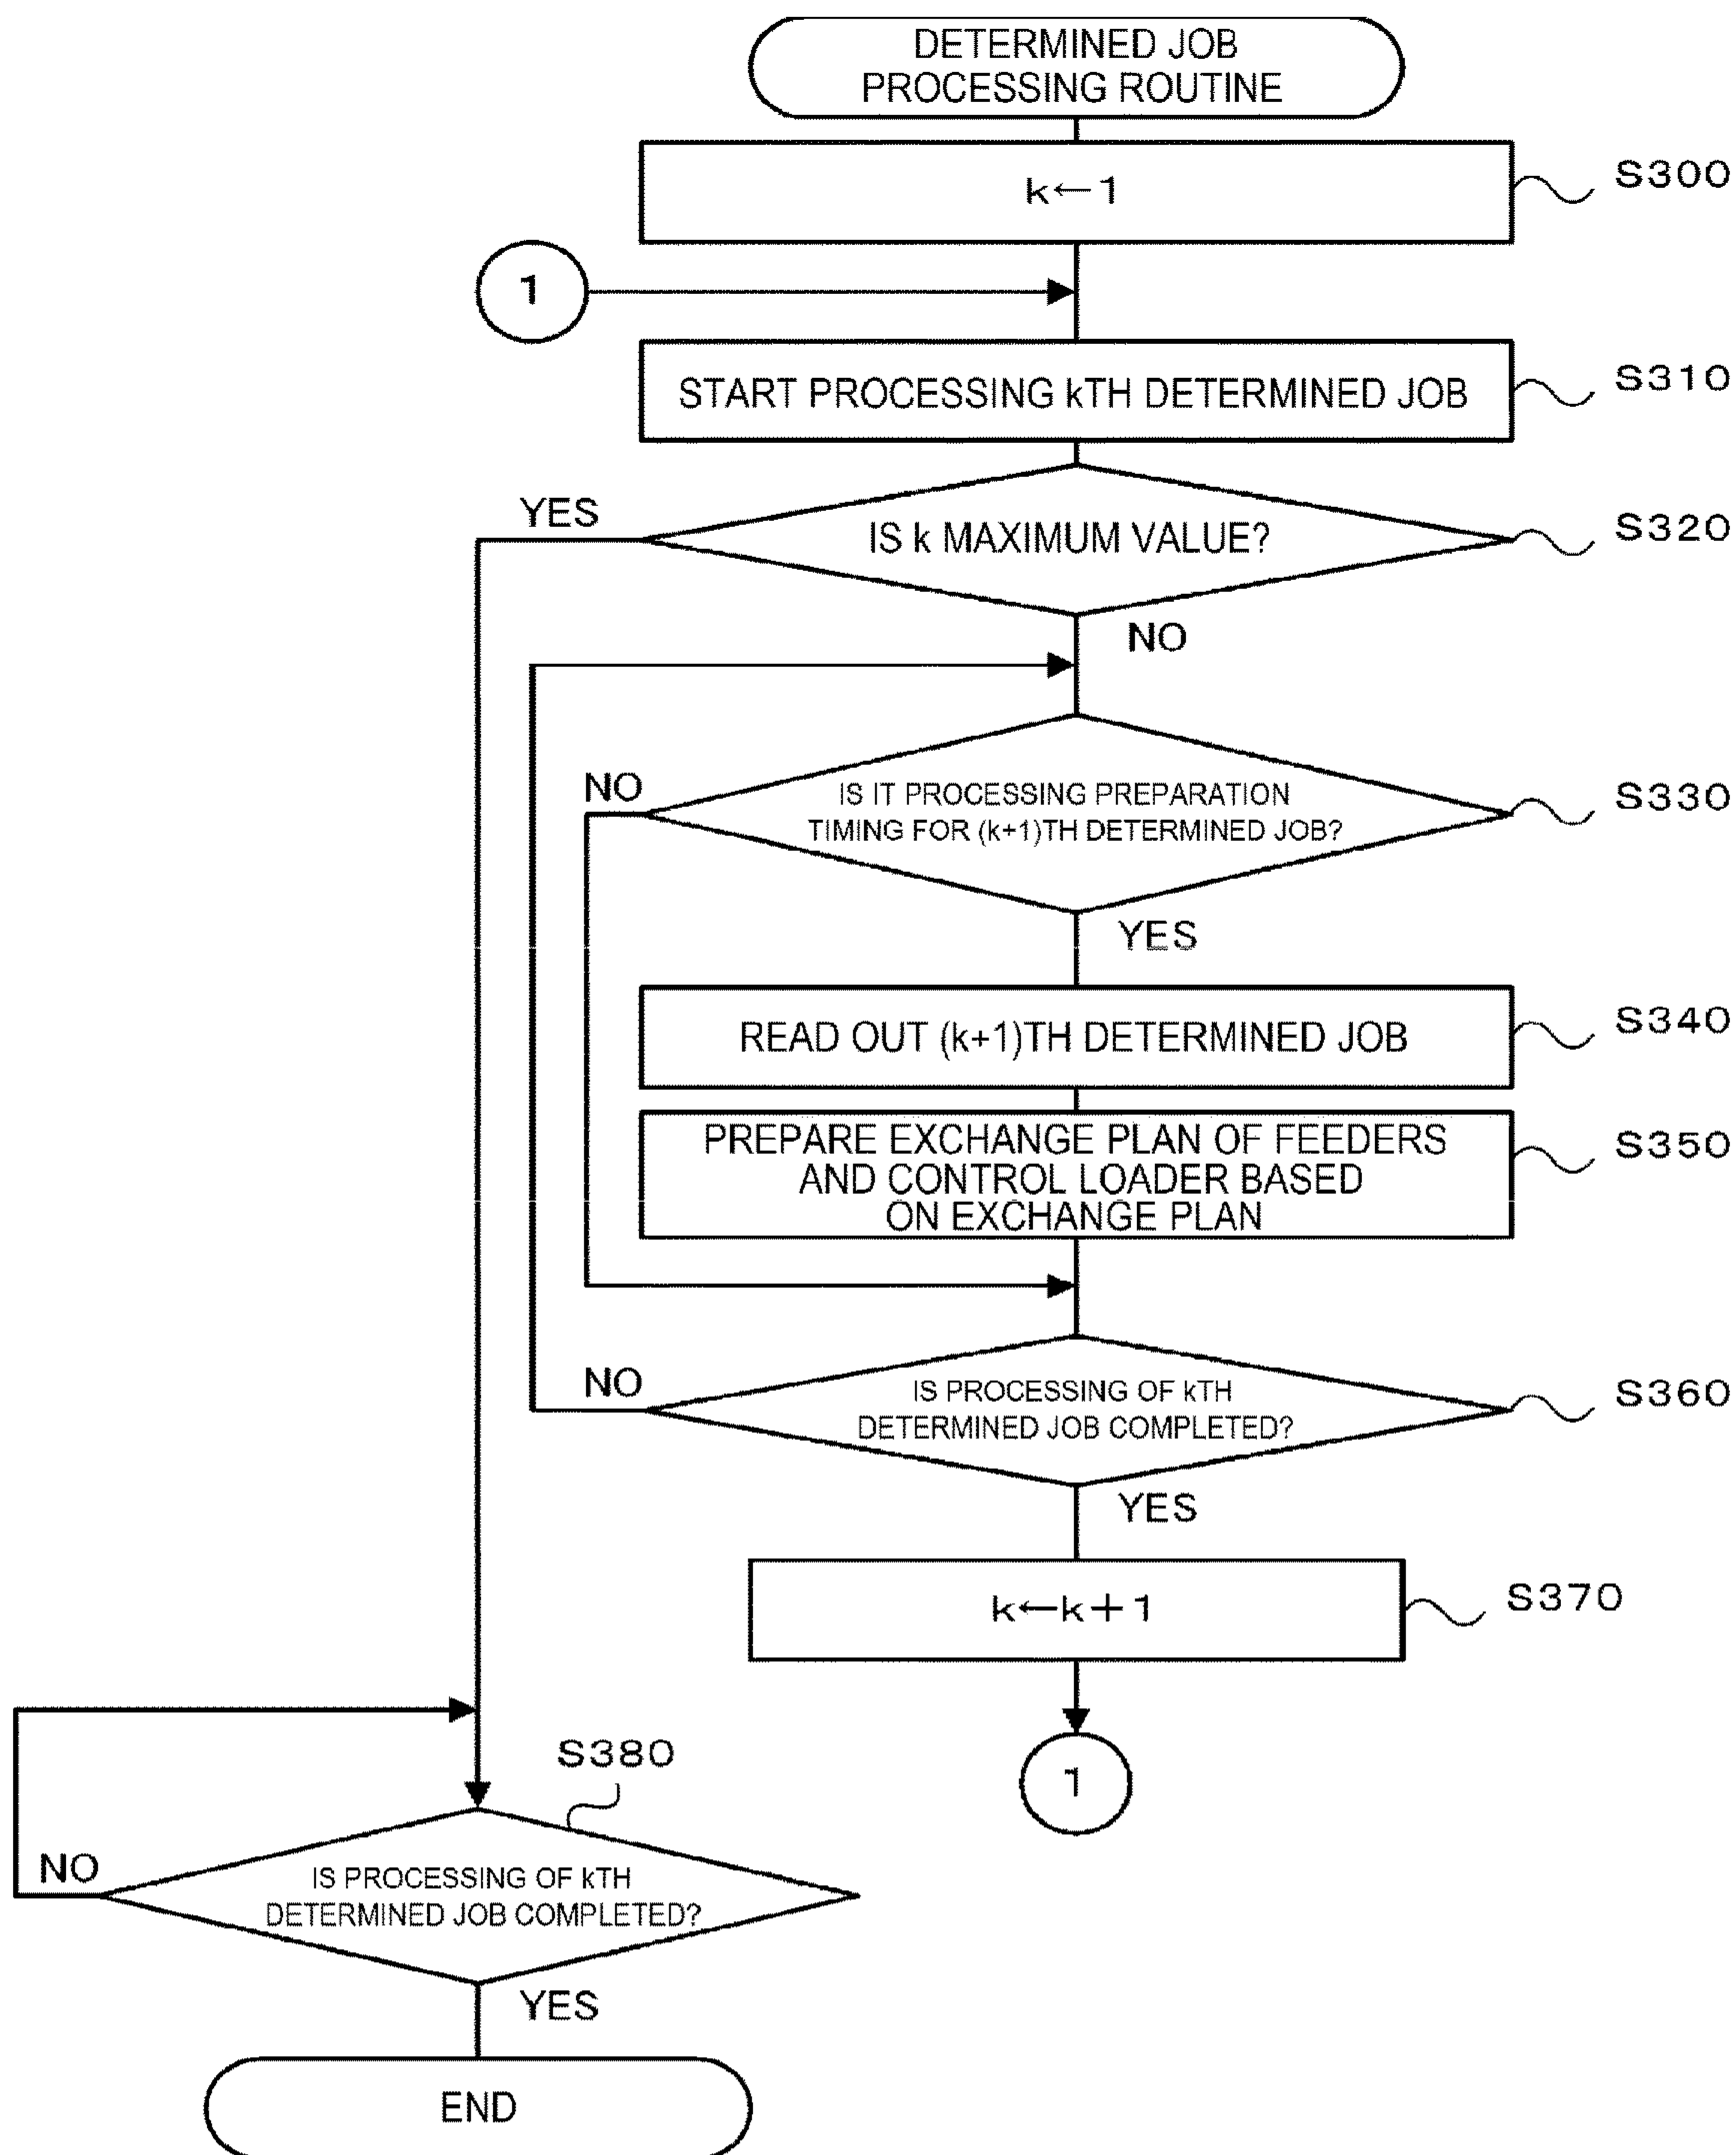 DETERMINED JOB
PROCESSING ROUTINE
k←1
S300
1
START PROCESSING kTH DETERMINED JOB
S310
YES
IS k MAXIMUM VALUE?
S320
NO
NO
IS IT PROCESSING PREPARATION
TIMING FOR (k+1)TH DETERMINED JOB?
S330
YES
READ OUT (k+1)TH DETERMINED JOB
S340
PREPARE EXCHANGE PLAN OF FEEDERS
AND CONTROL LOADER BASED
ON EXCHANGE PLAN
S350
NO
IS PROCESSING OF kTH
DETERMINED JOB COMPLETED?
S360
YES
k←k+1
S370
1
S380
NO
IS PROCESSING OF kTH
DETERMINED JOB COMPLETED?
YES
END